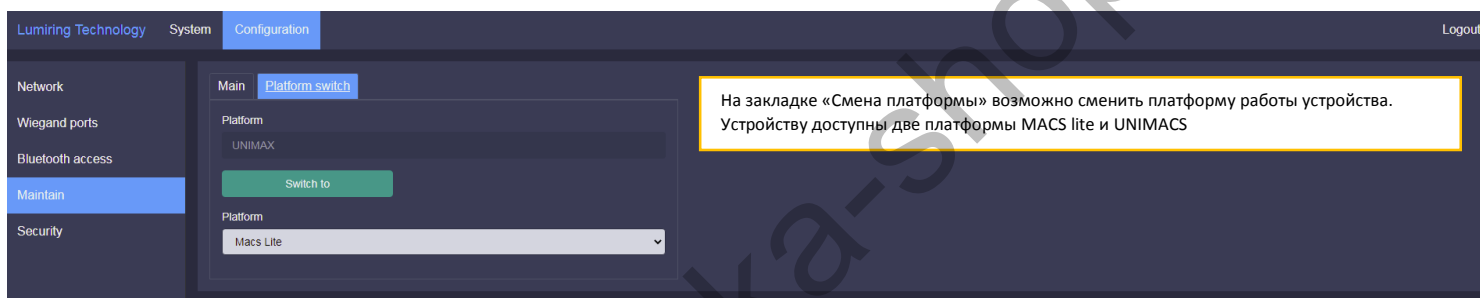 Lumiring Technology System Configuration Logout
Network
Wiegand ports
Bluetooth access
Maintain
Security
Main Platform switch
Platform
UNIMAX
Switch to
Platform
Macs Lite
На закладке «Смена платформы» возможно сменить платформу работы устройства.
Устройству доступны две платформы MACS lite и UNIMACS
ka-shop